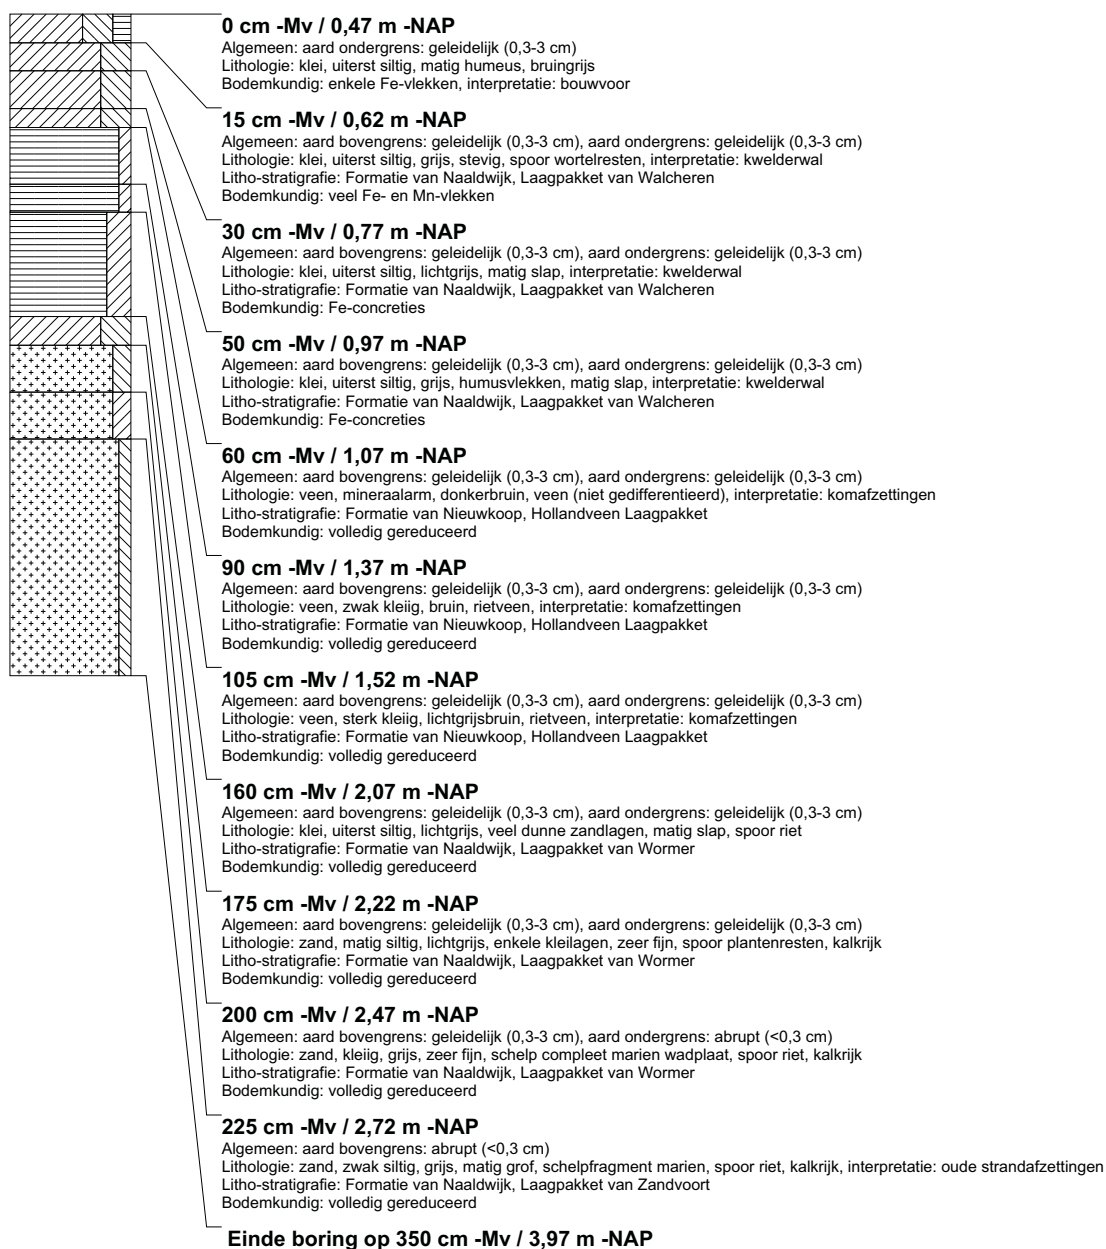 0 cm -Mv / 0,47 m -NAP
Algemeen: aard ondergrens: geleidelijk (0,3-3 cm)
Lithologie: klei, uiterst siltig, matig humeus, bruingrijs
Bodemkundig: enkele Fe-vlekken, interpretatie: bouwvoor
15 cm -Mv / 0,62 m -NAP
Algemeen: aard bovengrens: geleidelijk (0,3-3 cm), aard ondergrens: geleidelijk (0,3-3 cm)
Lithologie: klei, uiterst siltig, grijs, stevig, spoor wortelresten, interpretatie: kwelderwal
Litho-stratigrafie: Formatie van Naaldwijk, Laagpakket van Walcheren
Bodemkundig: veel Fe- en Mn-vlekken
30 cm -Mv / 0,77 m -NAP
Algemeen: aard bovengrens: geleidelijk (0,3-3 cm), aard ondergrens: geleidelijk (0,3-3 cm)
Lithologie: klei, uiterst siltig, lichtgrijs, matig slap, interpretatie: kwelderwal
Litho-stratigrafie: Formatie van Naaldwijk, Laagpakket van Walcheren
Bodemkundig: Fe-concreties
50 cm -Mv / 0,97 m -NAP
Algemeen: aard bovengrens: geleidelijk (0,3-3 cm), aard ondergrens: geleidelijk (0,3-3 cm)
Lithologie: klei, uiterst siltig, grijs, humusvlekken, matig slap, interpretatie: kwelderwal
Litho-stratigrafie: Formatie van Naaldwijk, Laagpakket van Walcheren
Bodemkundig: Fe-concreties
60 cm -Mv / 1,07 m -NAP
Algemeen: aard bovengrens: geleidelijk (0,3-3 cm), aard ondergrens: geleidelijk (0,3-3 cm)
Lithologie: veen, mineraalarm, donkerbruin, veen (niet gedifferentieerd), interpretatie: komafzettingen
Litho-stratigrafie: Formatie van Nieuwkoop, Hollandveen Laagpakket
Bodemkundig: volledig gereduceerd
90 cm -Mv / 1,37 m -NAP
Algemeen: aard bovengrens: geleidelijk (0,3-3 cm), aard ondergrens: geleidelijk (0,3-3 cm)
Lithologie: veen, zwak kleiig, bruin, rietveen, interpretatie: komafzettingen
Litho-stratigrafie: Formatie van Nieuwkoop, Hollandveen Laagpakket
Bodemkundig: volledig gereduceerd
105 cm -Mv / 1,52 m -NAP
Algemeen: aard bovengrens: geleidelijk (0,3-3 cm), aard ondergrens: geleidelijk (0,3-3 cm)
Lithologie: veen, sterk kleiig, lichtgrijsbruin, rietveen, interpretatie: komafzettingen
Litho-stratigrafie: Formatie van Nieuwkoop, Hollandveen Laagpakket
Bodemkundig: volledig gereduceerd
160 cm -Mv / 2,07 m -NAP
Algemeen: aard bovengrens: geleidelijk (0,3-3 cm), aard ondergrens: geleidelijk (0,3-3 cm)
Lithologie: klei, uiterst siltig, lichtgrijs, veel dunne zandlagen, matig slap, spoor riet
Litho-stratigrafie: Formatie van Naaldwijk, Laagpakket van Wormer
Bodemkundig: volledig gereduceerd
175 cm -Mv / 2,22 m -NAP
Algemeen: aard bovengrens: geleidelijk (0,3-3 cm), aard ondergrens: geleidelijk (0,3-3 cm)
Lithologie: zand, matig siltig, lichtgrijs, enkele kleilagen, zeer fijn, spoor plantenresten, kalkrijk
Litho-stratigrafie: Formatie van Naaldwijk, Laagpakket van Wormer
Bodemkundig: volledig gereduceerd
200 cm -Mv / 2,47 m -NAP
Algemeen: aard bovengrens: geleidelijk (0,3-3 cm), aard ondergrens: abrupt (<0,3 cm)
Lithologie: zand, kleiig, grijs, zeer fijn, schelp compleet marien wadplaat, spoor riet, kalkrijk
Litho-stratigrafie: Formatie van Naaldwijk, Laagpakket van Wormer
Bodemkundig: volledig gereduceerd
225 cm -Mv / 2,72 m -NAP
Algemeen: aard bovengrens: abrupt (<0,3 cm)
Lithologie: zand, zwak siltig, grijs, matig grof, schelpfragment marien, spoor riet, kalkrijk, interpretatie: oude strandafzettingen
Litho-stratigrafie: Formatie van Naaldwijk, Laagpakket van Zandvoort
Bodemkundig: volledig gereduceerd
Einde boring op 350 cm -Mv / 3,97 m -NAP